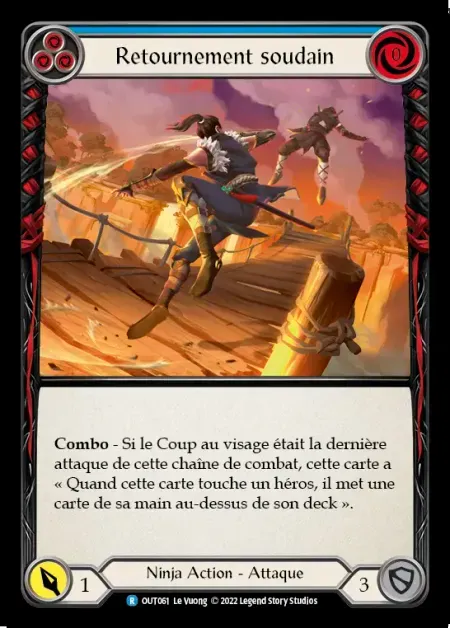 0
Retournement soudain
Combo - Si le Coup au visage était la dernière
attaque de cette chaîne de combat, cette carte a
« Quand cette carte touche un héros, il met une
carte de sa main au-dessus de son deck ».
1
Ninja Action - Attaque
3
R OUT061 Le Vuong © 2022 Legend Story Studios